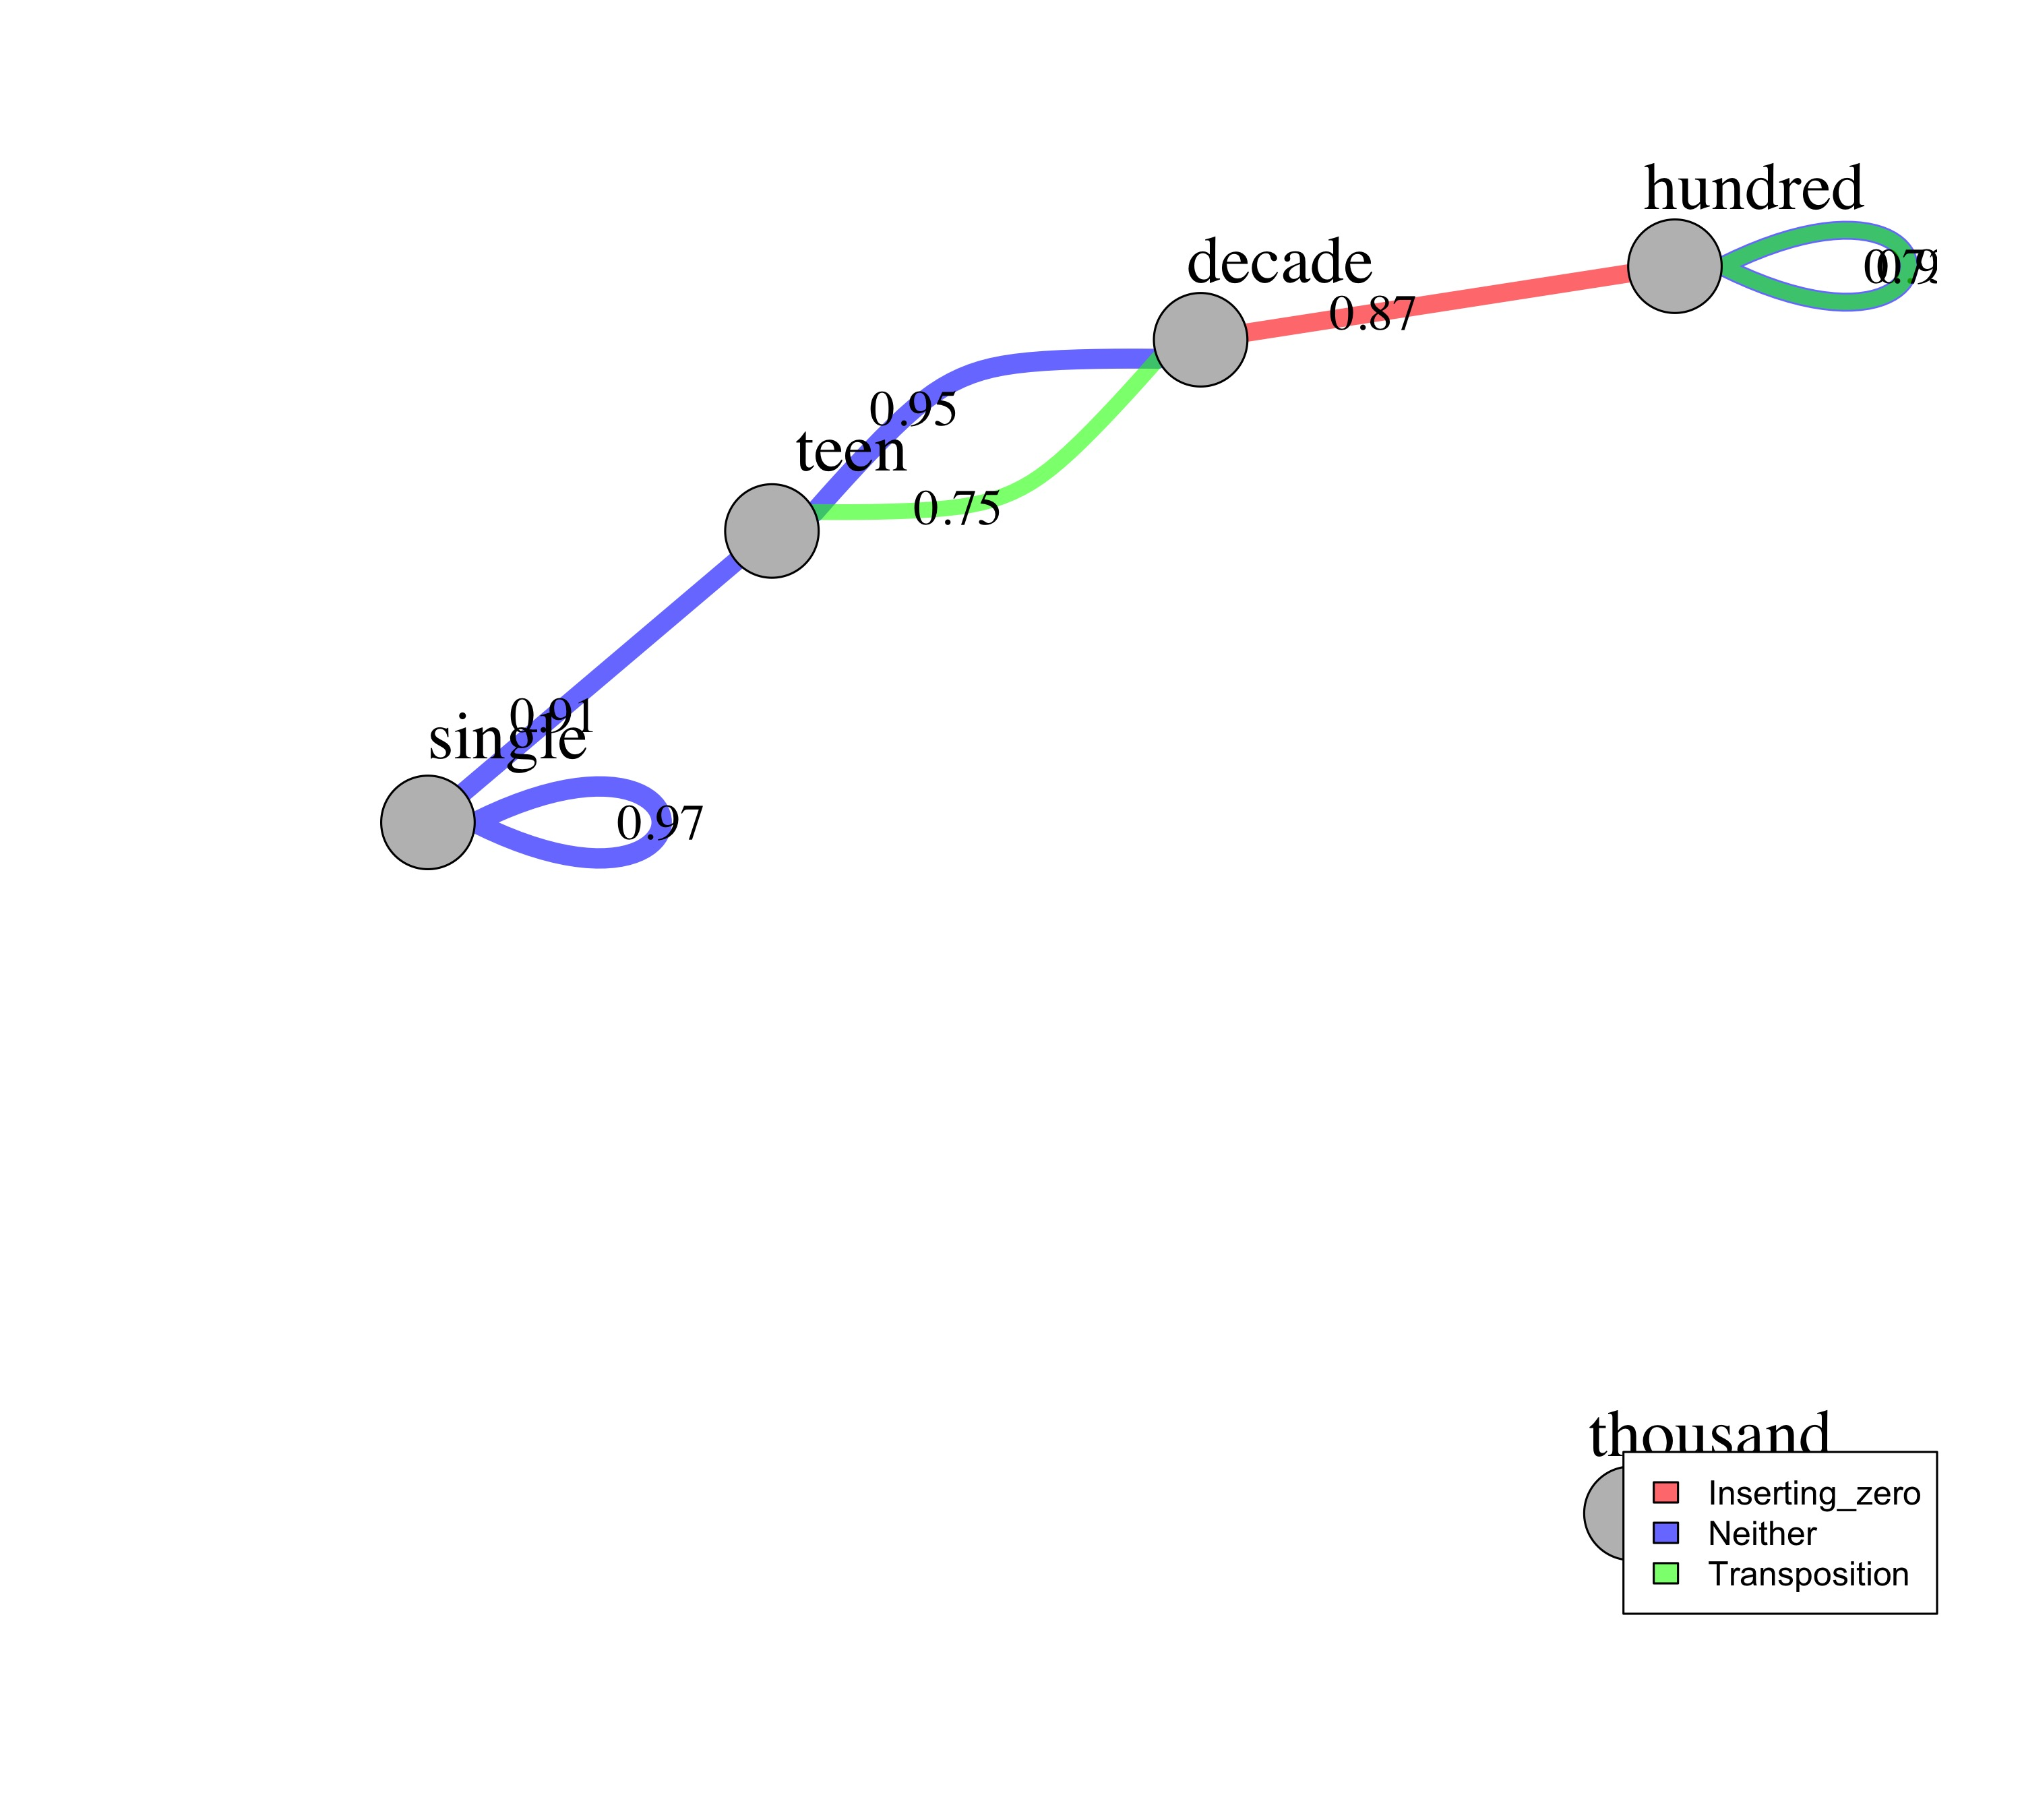 hundred
decade
0.87
0.95
teen
0.75
0.91
single
0.97
thousand
Inserting_zero
Neither
Transposition